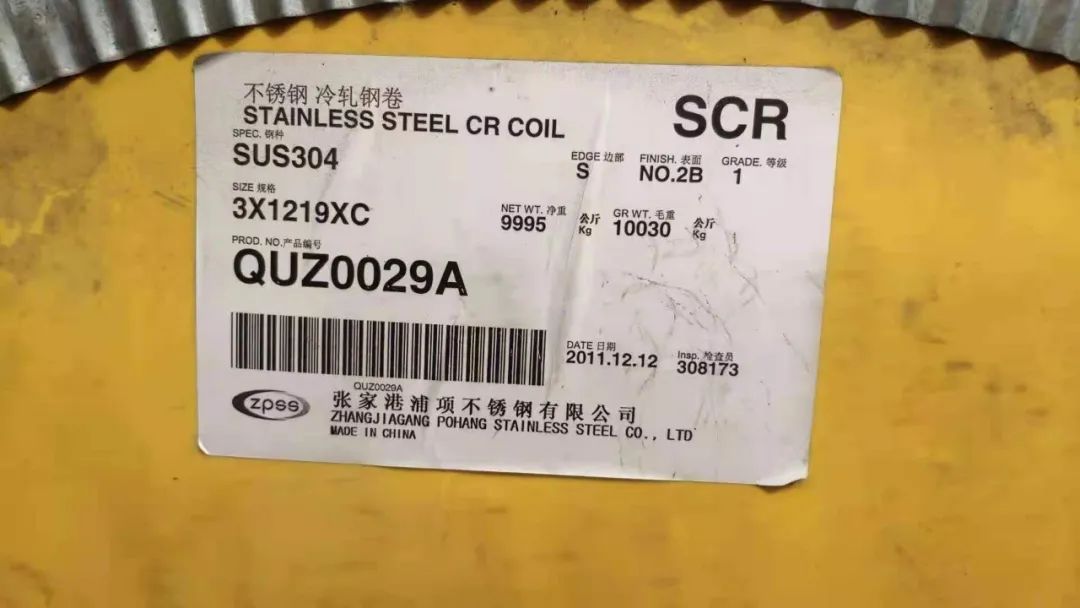 不锈钢 冷轧钢卷
STAINLESS STEEL CR COIL
SCR
SPEC. 钢种
SUS304
EDGE 边部
S
FINISH. 表面
NO.2B
GRADE. 等级
1
SIZE 规格
3X1219XC
NET WT. 净重
9995 公斤 Kg
GR WT. 毛重
10030 公斤 Kg
PROD. NO.产品编号
QUZ0029A
DATE 日期
2011.12.12
Insp. 检查员
308173
QUZ0029A
zpss
张家港浦项不锈钢有限公司
ZHANGJIAGANG POHANG STAINLESS STEEL CO., LTD
MADE IN CHINA